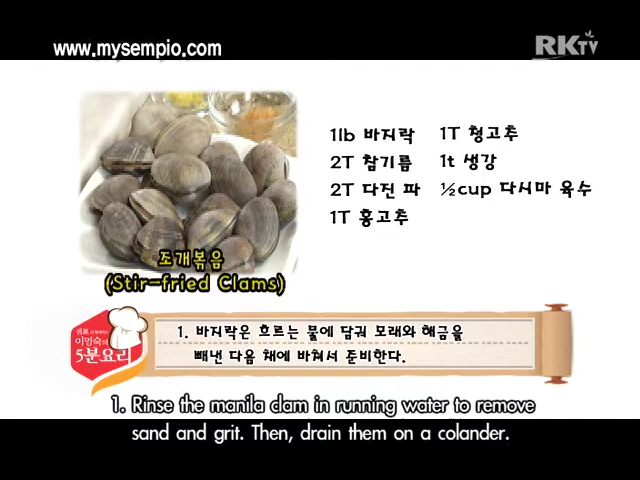 www.mysempio.com
RKTV
1lb 바지락 1T 청고추
2T 참기름 1t 생강
2T 다진 파 ½cup 다시마 육수
1T 홍고추
조개볶음
(Stir-fried Clams)
5분요리
1. 바지락은 흐르는 물에 담궈 모래와 해금을
빼낸 다음 채에 바쳐서 준비한다.
1. Rinse the manila clam in running water to remove
sand and grit. Then, drain them on a colander.